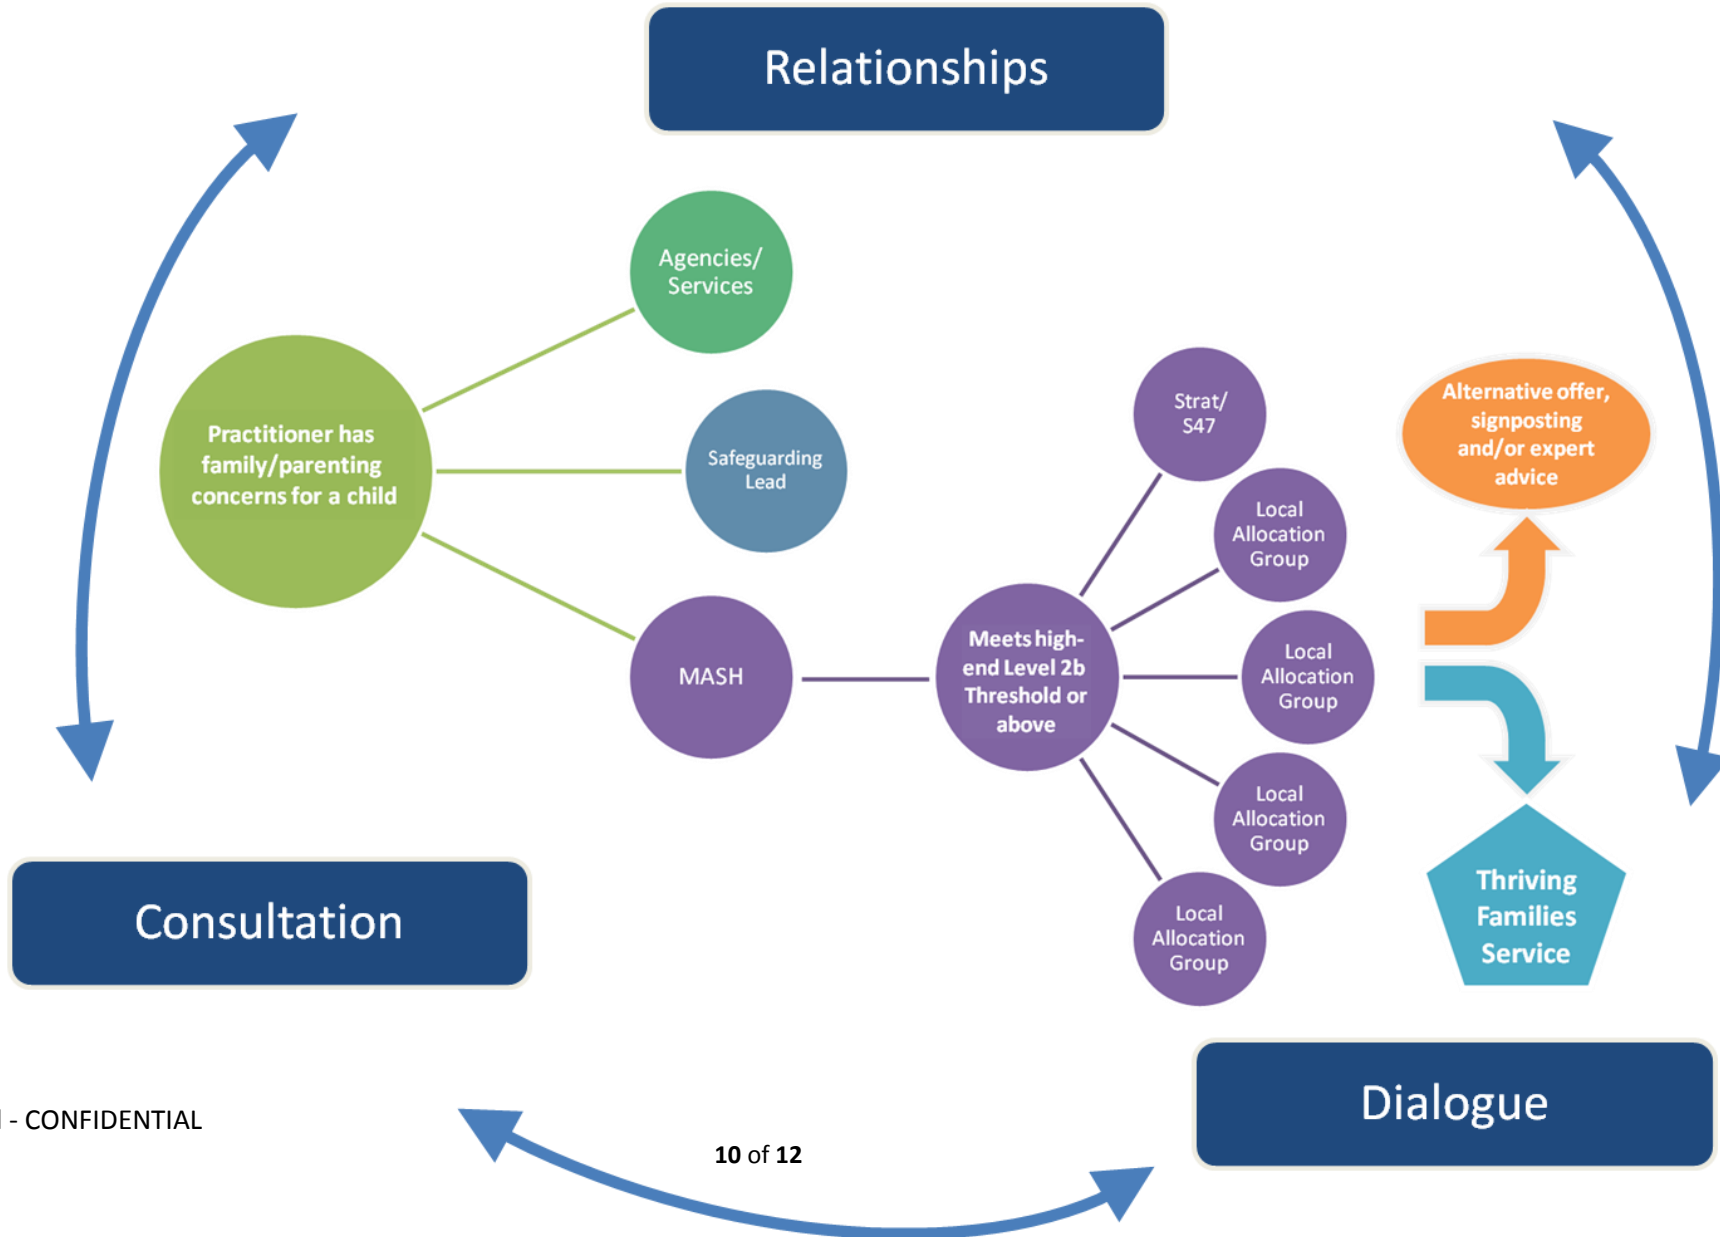 Relationships
Agencies/
Services
Practitioner has
family/parenting
concerns for a child
Safeguarding
Lead
MASH
Meets high-
end Level 2b
Threshold or
above
Strat/
S47
Local
Allocation
Group
Local
Allocation
Group
Local
Allocation
Group
Local
Allocation
Group
Alternative offer,
signposting
and/or expert
advice
Thriving
Families
Service
Consultation
Dialogue
- CONFIDENTIAL
10 of 12